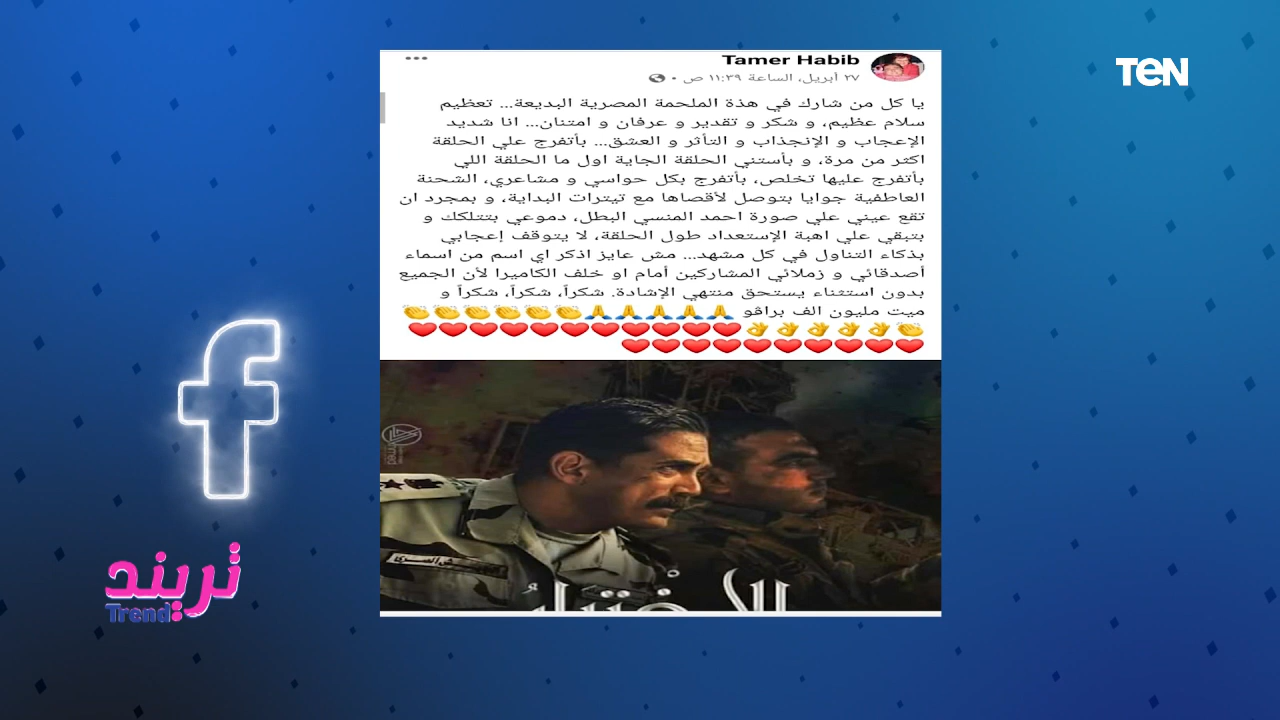 TEN
Tamer Habib
٢٧ أبريل، الساعة ١١:٣٩ ص
يا كل من شارك في هذة الملحمة المصرية البديعة... تعظيم
سلام عظيم، و شكر و تقدير و عرفان و امتنان... انا شديد
الإعجاب و الإنجذاب و التأثر و العشق... بأتفرج علي الحلقة
اكثر من مرة، و بأستني الحلقة الجاية اول ما الحلقة اللي
بأتفرج عليها تخلص، بأتفرج بكل حواسي و مشاعري، الشحنة
العاطفية جوايا بتوصل لأقصاها مع تيترات البداية، و بمجرد ان
تقع عيني علي صورة احمد المنسي البطل، دموعي بتتلكك و
بتبقي علي اهبة الإستعداد طول الحلقة، لا يتوقف إعجابي
بذكاء التناول في كل مشهد... مش عايز اذكر اي اسم من اسماء
أصدقائي و زملائي المشاركين أمام او خلف الكاميرا لأن الجميع
بدون استثناء يستحق منتهي الإشادة. شكراً، شكراً، شكراً و
ميت مليون الف براڤو 🙏🙏🙏🙏🙏👏👏👏👏👏👏
👏👌👌👌👌👌❤️❤️❤️❤️❤️❤️❤️❤️❤️❤️❤️
❤️❤️❤️❤️❤️❤️❤️❤️❤️❤️
الاختيار
تريند
Trend